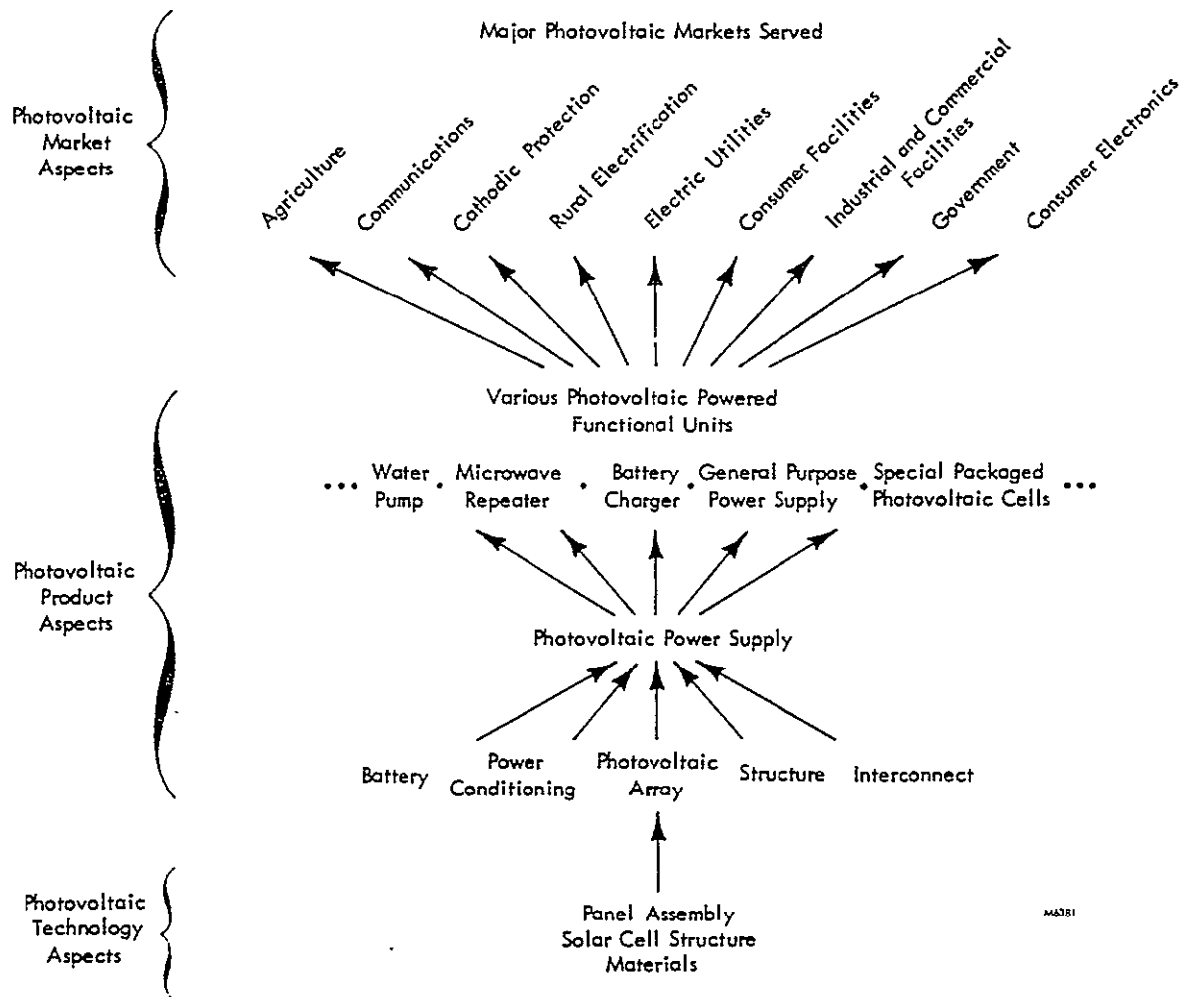 Major Photovoltaic Markets Served
Photovoltaic
Market
Aspects
Agriculture
Communications
Cathodic Protection
Rural Electrification
Electric Utilities
Consumer Facilities
Industrial and Commercial
Facilities
Government
Consumer Electronics
Various Photovoltaic Powered
Functional Units
Photovoltaic
Product
Aspects
... Water
Pump
. Microwave
Repeater
. Battery
Charger
. General Purpose
Power Supply
. Special Packaged
Photovoltaic Cells ...
Photovoltaic Power Supply
Battery
Power
Conditioning
Photovoltaic
Array
Structure
Interconnect
Photovoltaic
Technology
Aspects
Panel Assembly
Solar Cell Structure
Materials